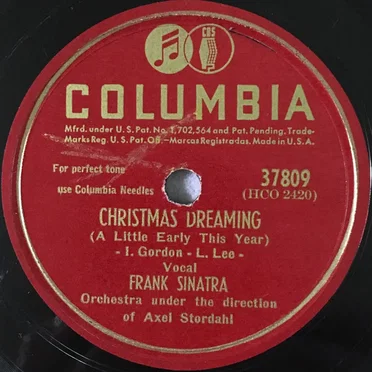 CBS
COLUMBIA
Mfrd. under U.S. Pat. No. 1,702,564 and Pat. Pending. Trade-
Marks Reg. U.S. Pat. Off.-Marcas Registradas. Made in U.S.A.
For perfect tone
use Columbia Needles
37809
(HCO 2420)
CHRISTMAS DREAMING
(A Little Early This Year)
- I. Gordon - L. Lee -
Vocal
FRANK SINATRA
Orchestra under the direction
of Axel Stordahl